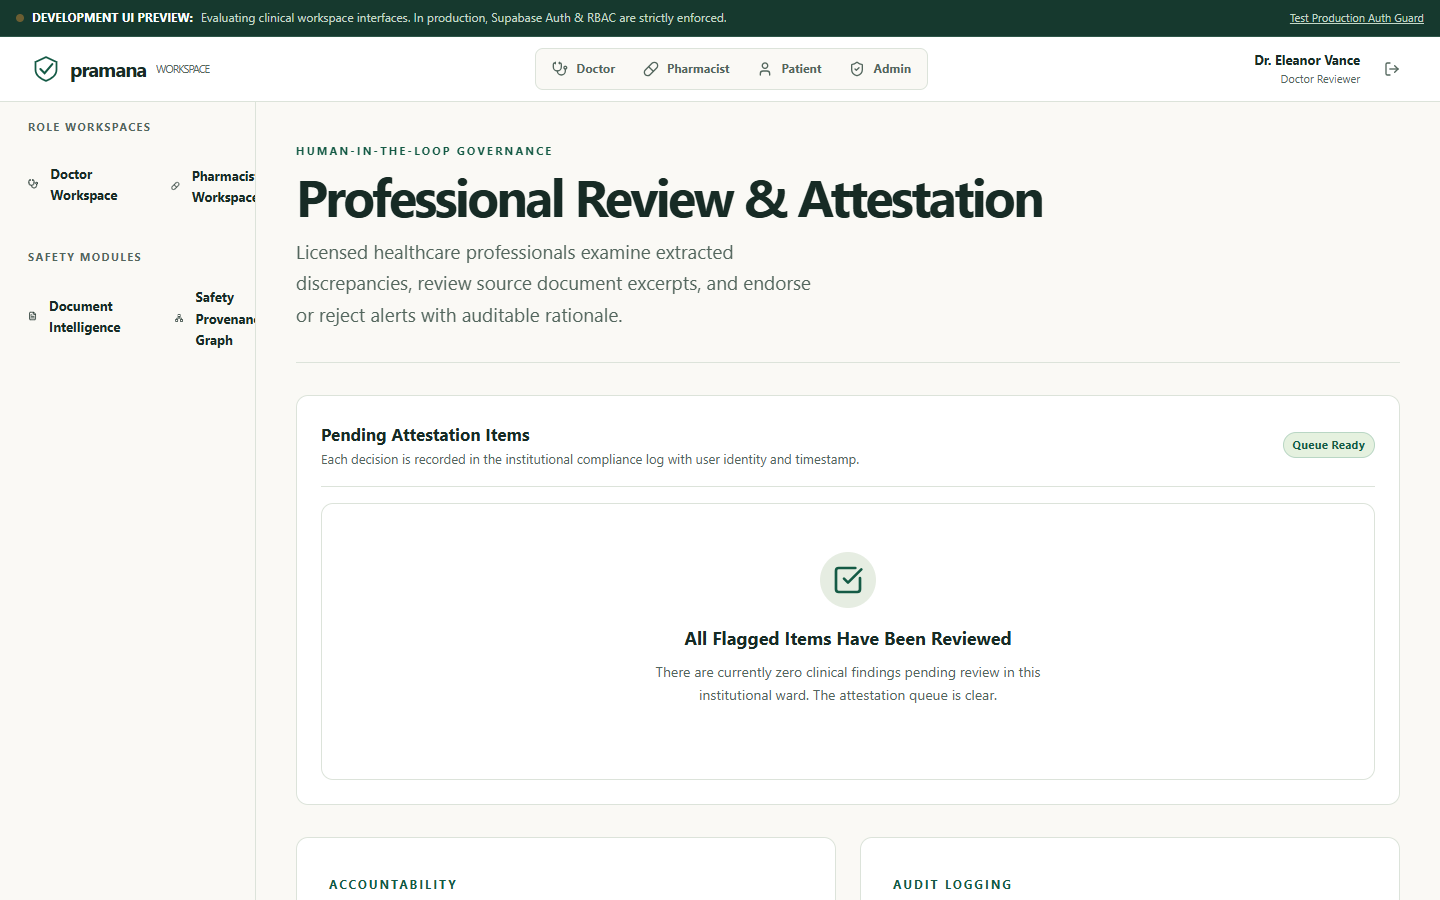 DEVELOPMENT UI PREVIEW: Evaluating clinical workspace interfaces. In production, Supabase Auth & RBAC are strictly enforced.
Test Production Auth Guard
pramana WORKSPACE
Doctor
Pharmacist
Patient
Admin
Dr. Eleanor Vance
Doctor Reviewer
ROLE WORKSPACES
Doctor
Workspace
Pharmacis
Workspace
SAFETY MODULES
Document
Intelligence
Safety
Provenan
Graph
HUMAN-IN-THE-LOOP GOVERNANCE
Professional Review & Attestation
Licensed healthcare professionals examine extracted
discrepancies, review source document excerpts, and endorse
or reject alerts with auditable rationale.
Pending Attestation Items
Each decision is recorded in the institutional compliance log with user identity and timestamp.
Queue Ready
All Flagged Items Have Been Reviewed
There are currently zero clinical findings pending review in this
institutional ward. The attestation queue is clear.
ACCOUNTABILITY
AUDIT LOGGING